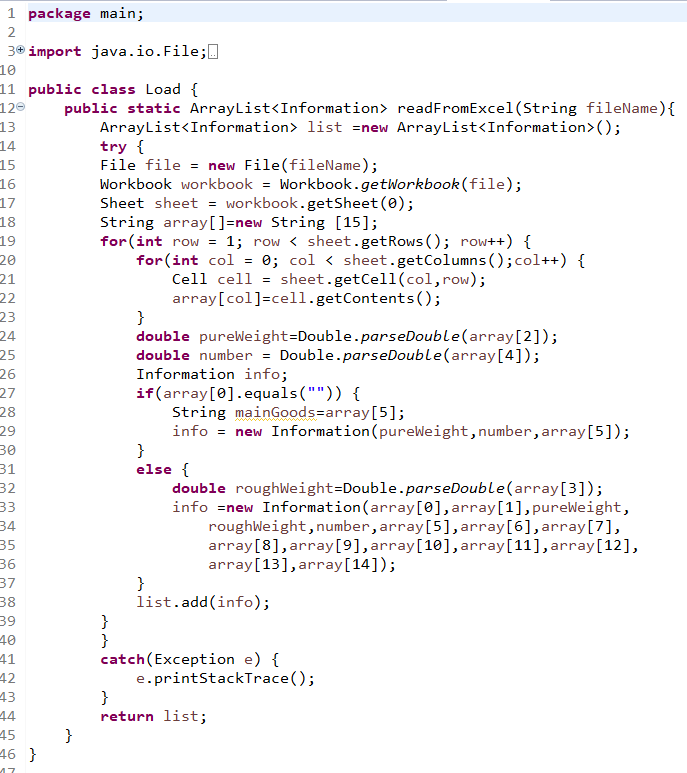 1 package main;
2
3 import java.io.File;
10
11 public class Load {
12     public static ArrayList<Information> readFromExcel(String fileName){
13         ArrayList<Information> list =new ArrayList<Information>();
14         try {
15         File file = new File(fileName);
16         Workbook workbook = Workbook.getWorkbook(file);
17         Sheet sheet = workbook.getSheet(0);
18         String array[]=new String [15];
19         for(int row = 1; row < sheet.getRows(); row++) {
20             for(int col = 0; col < sheet.getColumns();col++) {
21                 Cell cell = sheet.getCell(col,row);
22                 array[col]=cell.getContents();
23             }
24             double pureWeight=Double.parseDouble(array[2]);
25             double number = Double.parseDouble(array[4]);
26             Information info;
27             if(array[0].equals("")) {
28                 String mainGoods=array[5];
29                 info = new Information(pureWeight,number,array[5]);
30             }
31             else {
32                 double roughWeight=Double.parseDouble(array[3]);
33                 info =new Information(array[0],array[1],pureWeight,
34                     roughWeight,number,array[5],array[6],array[7],
35                     array[8],array[9],array[10],array[11],array[12],
36                     array[13],array[14]);
37             }
38             list.add(info);
39         }
40         }
41         catch(Exception e) {
42             e.printStackTrace();
43         }
44         return list;
45     }
46 }
47